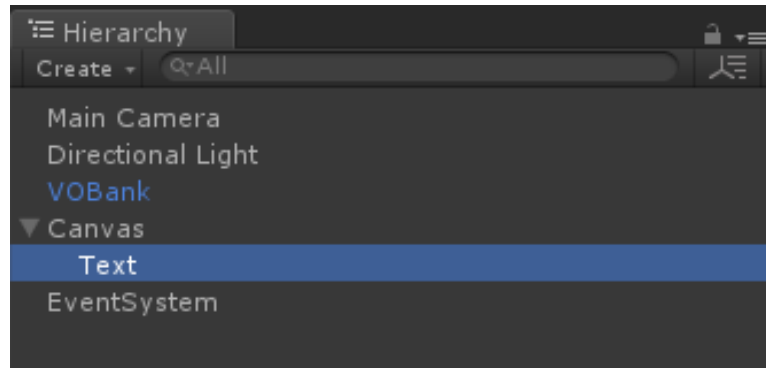 Hierarchy
Create All
Main Camera
Directional Light
VOBank
Canvas
Text
EventSystem